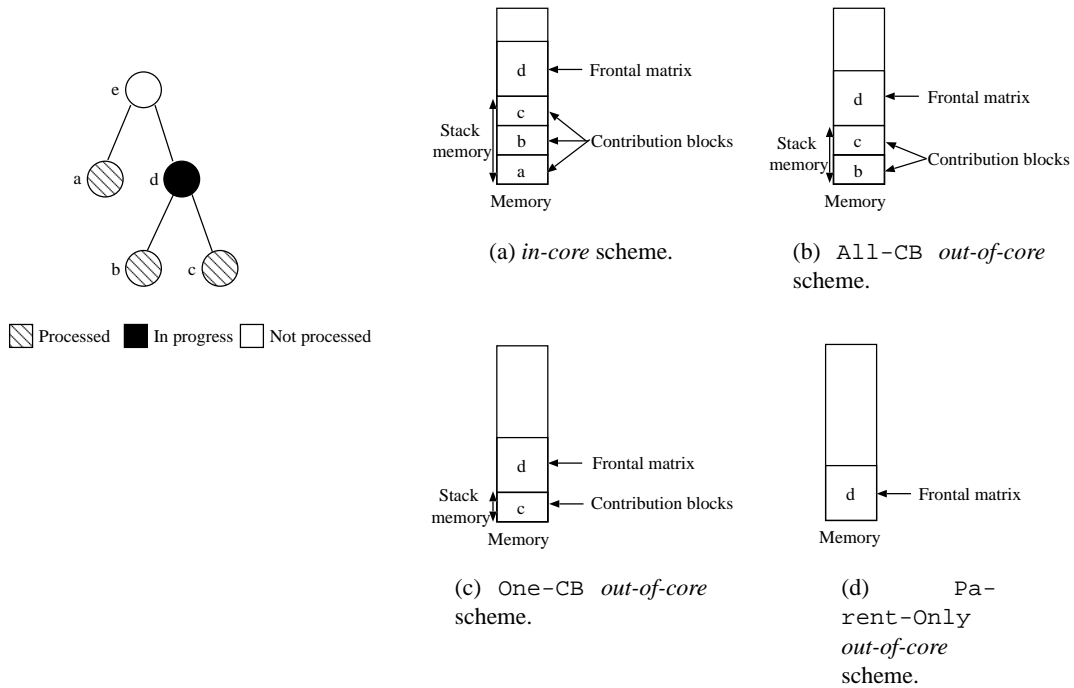 e
a
d
b
c
Processed
In progress
Not processed
d
c
b
a
Frontal matrix
Stack
memory
Contribution blocks
Memory
(a) in-core scheme.
d
c
b
Frontal matrix
Stack
memory
Contribution blocks
Memory
(b) All-CB out-of-core
scheme.
d
c
Frontal matrix
Stack
memory
Contribution blocks
Memory
(c) One-CB out-of-core
scheme.
d
Frontal matrix
Memory
(d) Pa-
rent-Only
out-of-core
scheme.